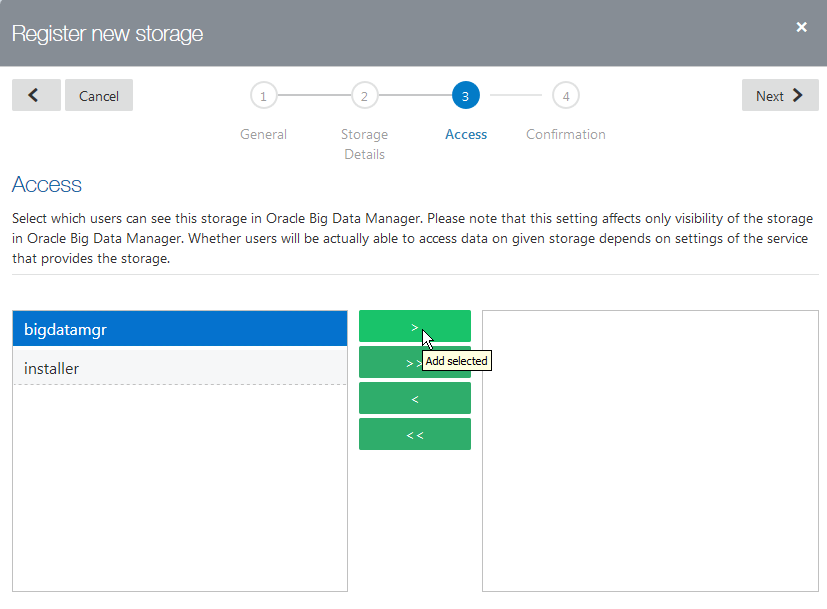 Register new storage
×
Cancel
1
2
3
4
Next
General
Storage
Details
Access
Confirmation
Access
Select which users can see this storage in Oracle Big Data Manager. Please note that this setting affects only visibility of the storage
in Oracle Big Data Manager. Whether users will be actually able to access data on given storage depends on settings of the service
that provides the storage.
bigdatamgr
installer
>
Add selected
>>
<
<<